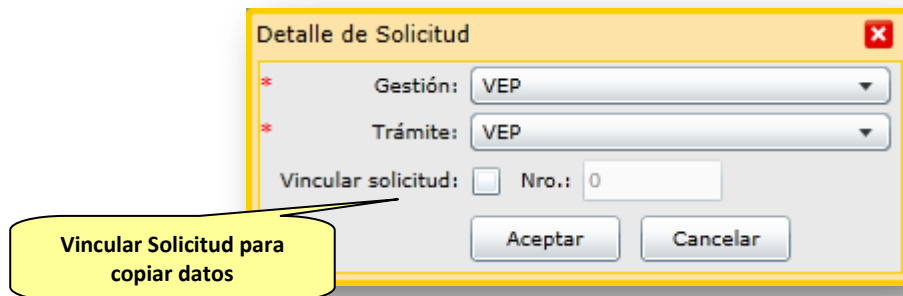 Detalle de Solicitud
* Gestión: VEP
* Trámite: VEP
Vincular solicitud: Nro.: 0
Aceptar Cancelar
Vincular Solicitud para
copiar datos